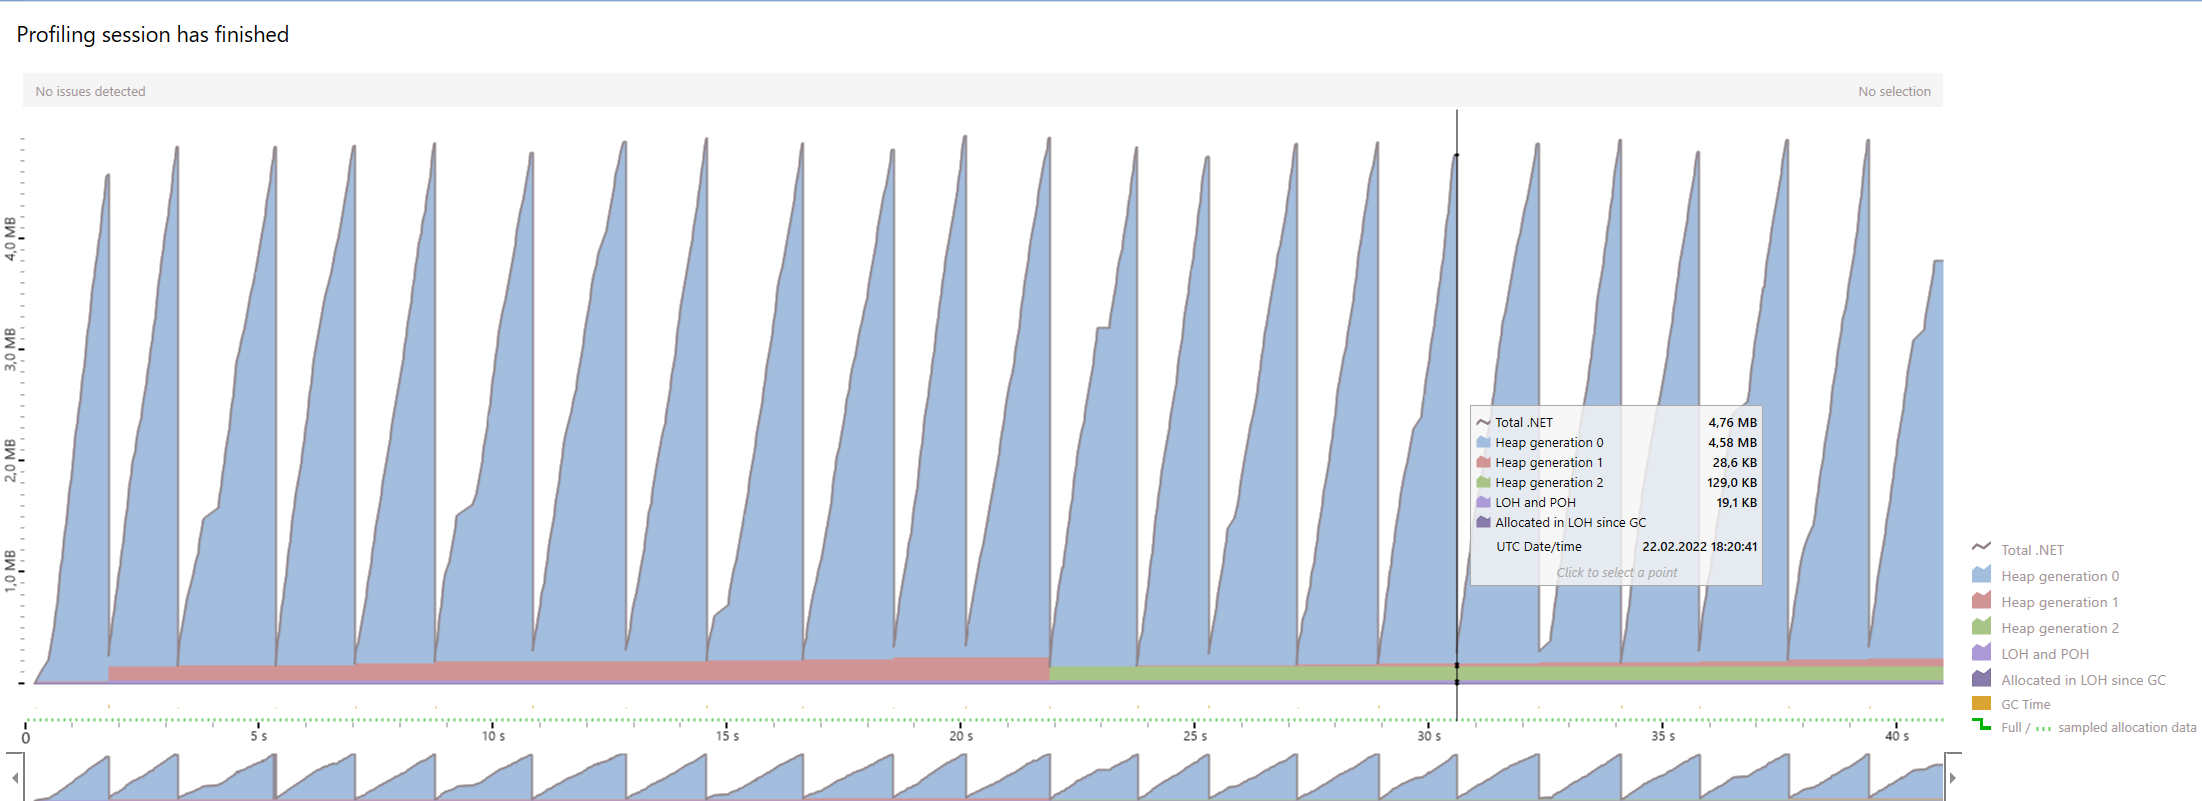 Profiling session has finished
No issues detected
No selection
4,0 MB
3,0 MB
2,0 MB
1,0 MB
Total .NET 4,76 MB
Heap generation 0 4,58 MB
Heap generation 1 28,6 KB
Heap generation 2 129,0 KB
LOH and POH 19,1 KB
Allocated in LOH since GC
UTC Date/time 22.02.2022 18:20:41
Click to select a point
Total .NET
Heap generation 0
Heap generation 1
Heap generation 2
LOH and POH
Allocated in LOH since GC
GC Time
Full / sampled allocation data
0 5 s 10 s 15 s 20 s 25 s 30 s 35 s 40 s